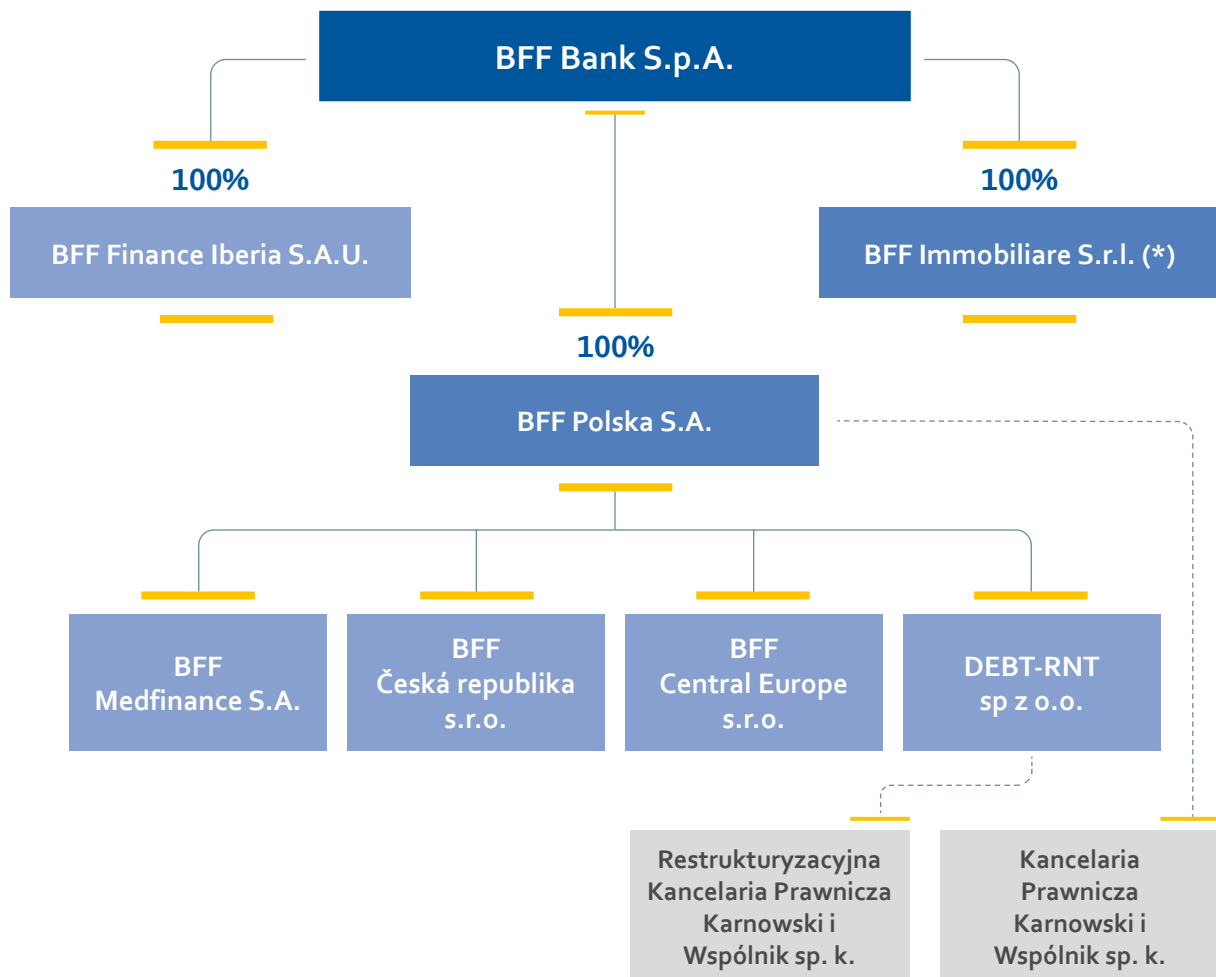 BFF Bank S.p.A.
100%
100%
BFF Finance Iberia S.A.U.
BFF Immobiliare S.r.l. (*)
100%
BFF Polska S.A.
BFF
Medfinance S.A.
BFF
Česká republika
s.r.o.
BFF
Central Europe
s.r.o.
DEBT-RNT
sp z o.o.
Restrukturyzacyjna
Kancelaria Prawnicza
Karnowski i
Wspólnik sp. k.
Kancelaria
Prawnicza
Karnowski i
Wspólnik sp. k.